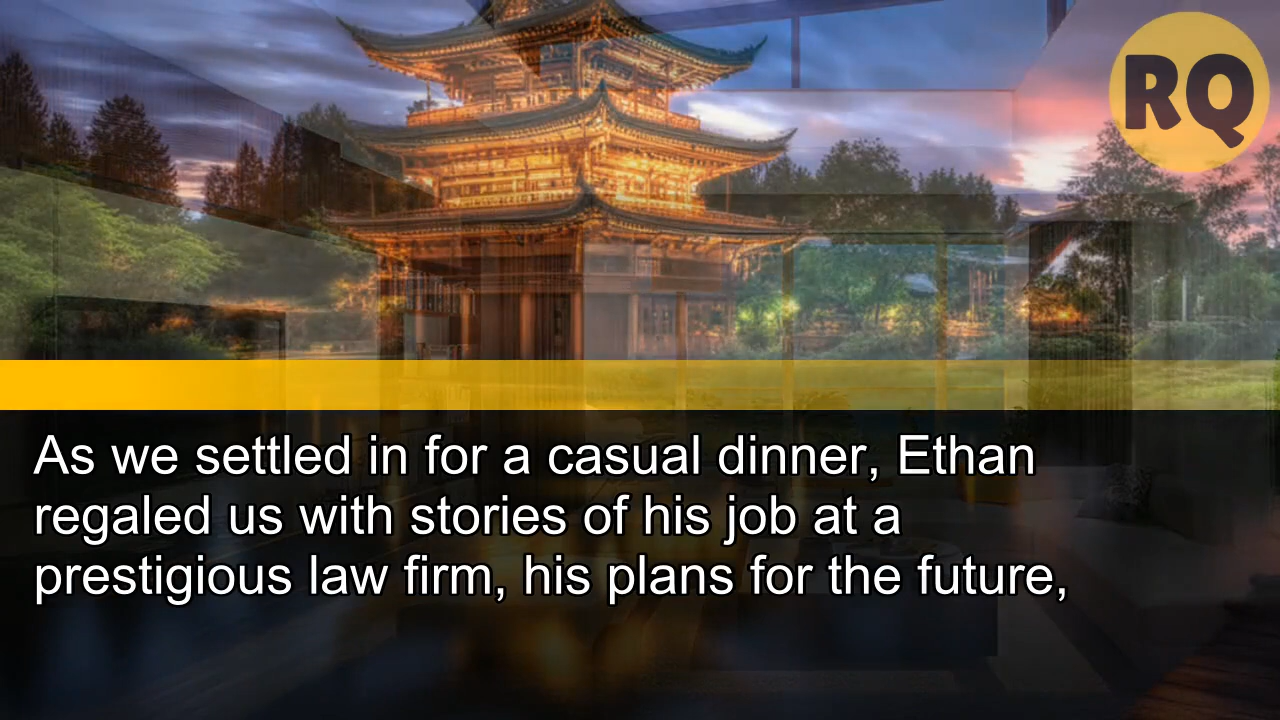 RQ
As we settled in for a casual dinner, Ethan
regaled us with stories of his job at a
prestigious law firm, his plans for the future,